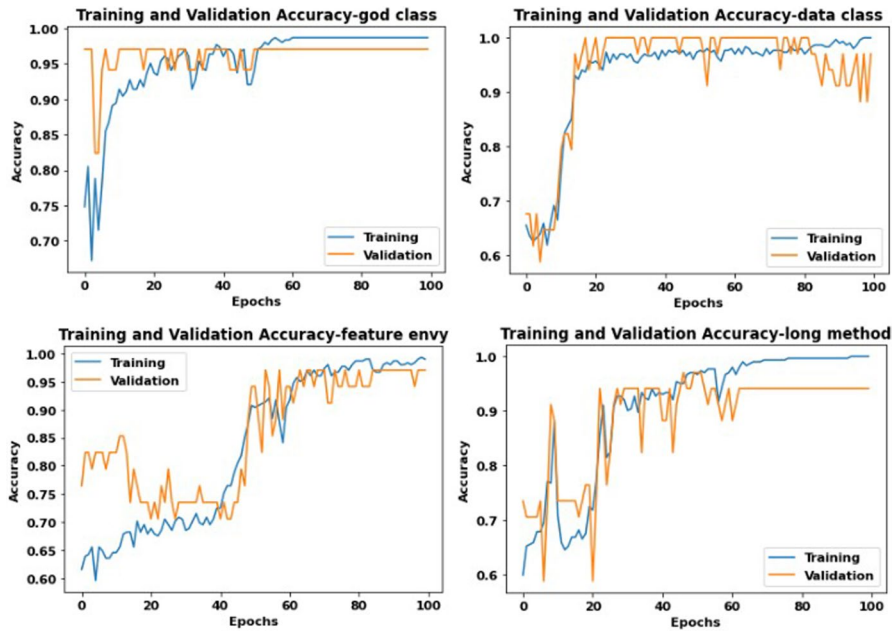 Training and Validation Accuracy-god class
1.00
0.95
0.90
0.85
0.80
0.75
0.70
Accuracy
Training
Validation
0 20 40 60 80 100
Epochs
Training and Validation Accuracy-data class
1.0
0.9
0.8
0.7
0.6
Accuracy
Training
Validation
0 20 40 60 80 100
Epochs
Training and Validation Accuracy-feature envy
1.00
0.95
0.90
0.85
0.80
0.75
0.70
0.65
0.60
Accuracy
Training
Validation
0 20 40 60 80 100
Epochs
Training and Validation Accuracy-long method
1.0
0.9
0.8
0.7
0.6
Accuracy
Training
Validation
0 20 40 60 80 100
Epochs